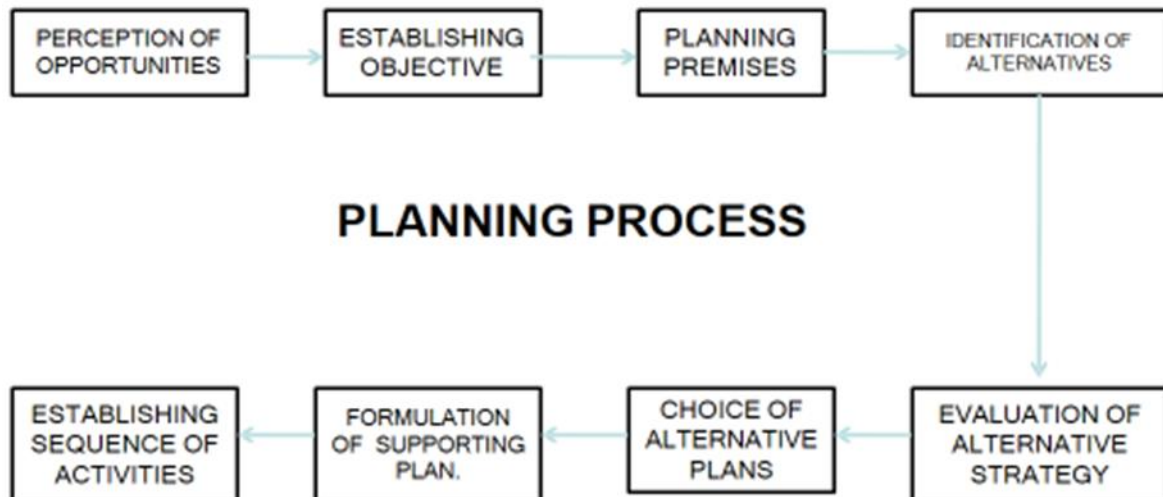 PERCEPTION OF
OPPORTUNITIES
ESTABLISHING
OBJECTIVE
PLANNING
PREMISES
IDENTIFICATION OF
ALTERNATIVES
PLANNING PROCESS
EVALUATION OF
ALTERNATIVE
STRATEGY
CHOICE OF
ALTERNATIVE
PLANS
FORMULATION
OF SUPPORTING
PLAN.
ESTABLISHING
SEQUENCE OF
ACTIVITIES